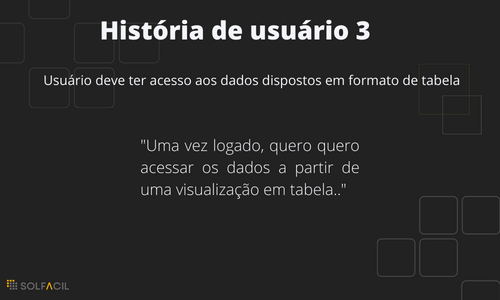 História de usuário 3
Usuário deve ter acesso aos dados dispostos em formato de tabela
"Uma vez logado, quero quero
acessar os dados a partir de
uma visualização em tabela.."
SOLFACIL